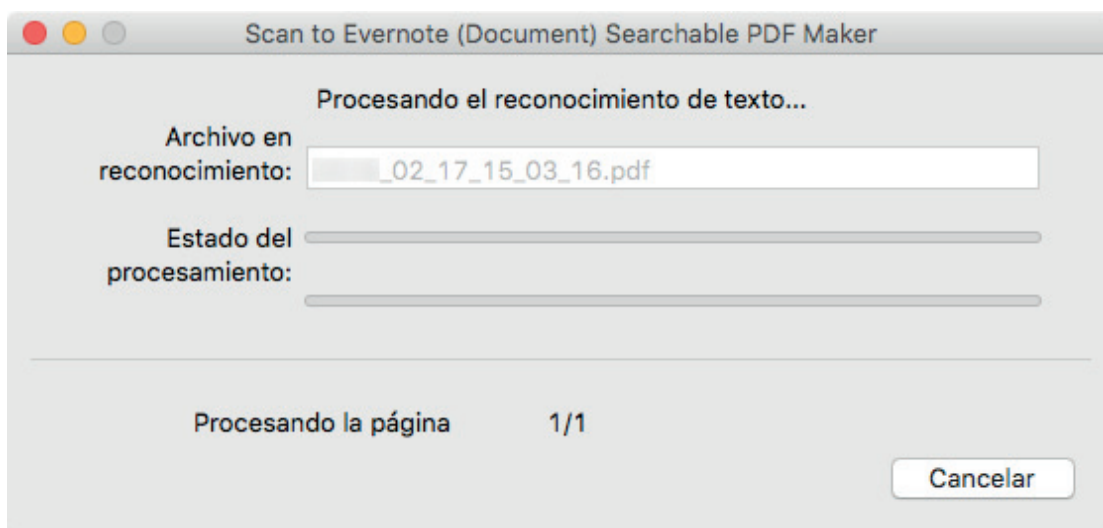 Scan to Evernote (Document) Searchable PDF Maker
Procesando el reconocimiento de texto...
Archivo en
reconocimiento:
_02_17_15_03_16.pdf
Estado del
procesamiento:
Procesando la página 1/1
Cancelar